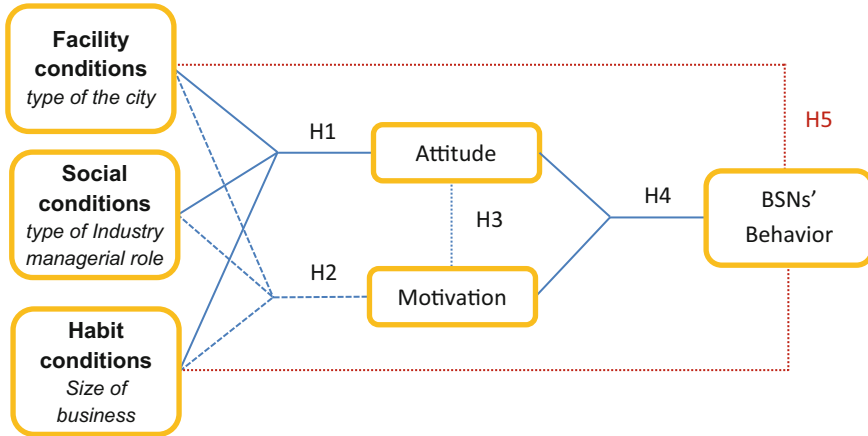 Facility
conditions
type of the city
Social
conditions
type of Industry
managerial role
Habit
conditions
Size of
business
H1
H2
Attitude
H3
Motivation
H4
H5
BSNs'
Behavior